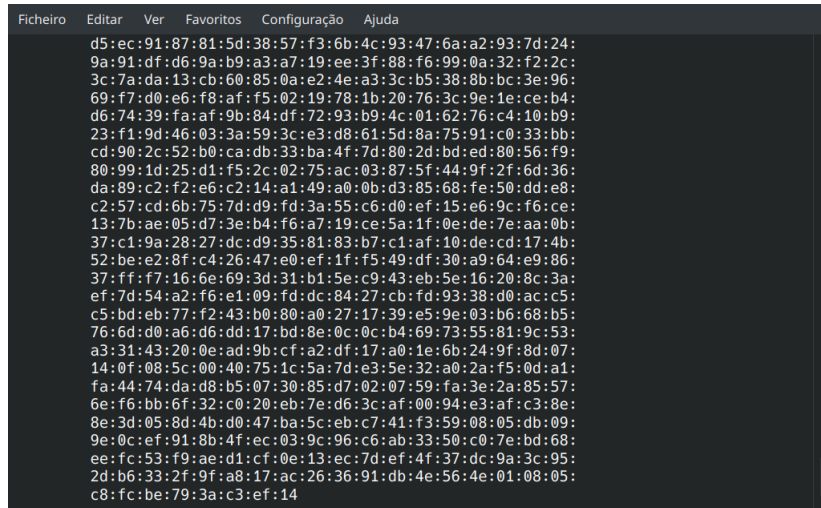 Ficheiro Editar Ver Favoritos Configuração Ajuda
d5:ec:91:87:81:5d:38:57:f3:6b:4c:93:47:6a:a2:93:7d:24:
9a:91:df:d6:9a:b9:a3:a7:19:ee:3f:88:f6:99:0a:32:f2:2c:
3c:7a:da:13:cb:60:85:0a:e2:4e:a3:3c:b5:38:8b:bc:3e:96:
69:f7:d0:e6:f8:af:f5:02:19:78:1b:20:76:3c:9e:1e:ce:b4:
d6:74:39:fa:af:9b:84:df:72:93:b9:4c:01:62:76:c4:10:b9:
23:f1:9d:46:03:3a:59:3c:e3:d8:61:5d:8a:75:91:c0:33:bb:
cd:90:2c:52:b0:ca:db:33:ba:4f:7d:80:2d:bd:ed:80:56:f9:
80:99:1d:25:d1:f5:2c:02:75:ac:03:87:5f:44:9f:2f:6d:36:
da:89:c2:f2:e6:c2:14:a1:49:a0:0b:d3:85:68:fe:50:dd:e8:
c2:57:cd:6b:75:7d:d9:fd:3a:55:c6:d0:ef:15:e6:9c:f6:ce:
13:7b:ae:05:d7:3e:b4:f6:a7:19:ce:5a:1f:0e:de:7e:aa:0b:
37:c1:9a:28:27:dc:d9:35:81:83:b7:c1:af:10:de:cd:17:4b:
52:be:e2:8f:c4:26:47:e0:ef:1f:f5:49:df:30:a9:64:e9:86:
37:ff:f7:16:6e:69:3d:31:b1:5e:c9:43:eb:5e:16:20:8c:3a:
ef:7d:54:a2:f6:e1:09:fd:dc:84:27:cb:fd:93:38:d0:ac:c5:
c5:bd:eb:77:f2:43:b0:80:a0:27:17:39:e5:9e:03:b6:68:b5:
76:6d:d0:a6:d6:dd:17:bd:8e:0c:0c:b4:69:73:55:81:9c:53:
a3:31:43:20:0e:ad:9b:cf:a2:df:17:a0:1e:6b:24:9f:8d:07:
14:0f:08:5c:00:40:75:1c:5a:7d:e3:5e:32:a0:2a:f5:0d:a1:
fa:44:74:da:d8:b5:07:30:85:d7:02:07:59:fa:3e:2a:85:57:
6e:f6:bb:6f:32:c0:20:eb:7e:d6:3c:af:00:94:e3:af:c3:8e:
8e:3d:05:8d:4b:d0:47:ba:5c:eb:c7:41:f3:59:08:05:db:09:
9e:0c:ef:91:8b:4f:ec:03:9c:96:c6:ab:33:50:c0:7e:bd:68:
ee:fc:53:f9:ae:d1:cf:0e:13:ec:7d:ef:4f:37:dc:9a:3c:95:
2d:b6:33:2f:9f:a8:17:ac:26:36:91:db:4e:56:4e:01:08:05:
c8:fc:be:79:3a:c3:ef:14